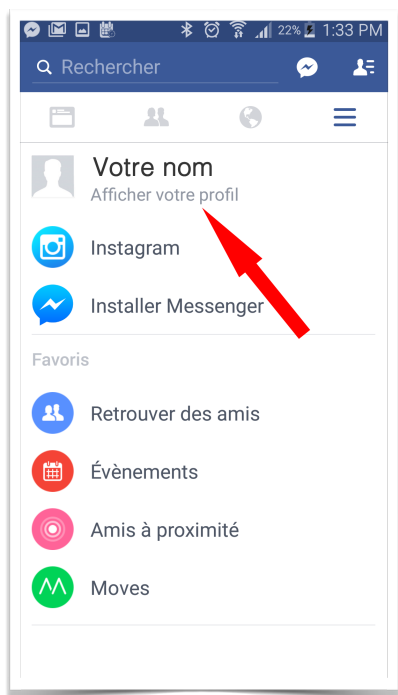 22% 1:33 PM
Rechercher
Votre nom
Afficher votre profil
Instagram
Installer Messenger
Favoris
Retrouver des amis
Évènements
Amis à proximité
Moves